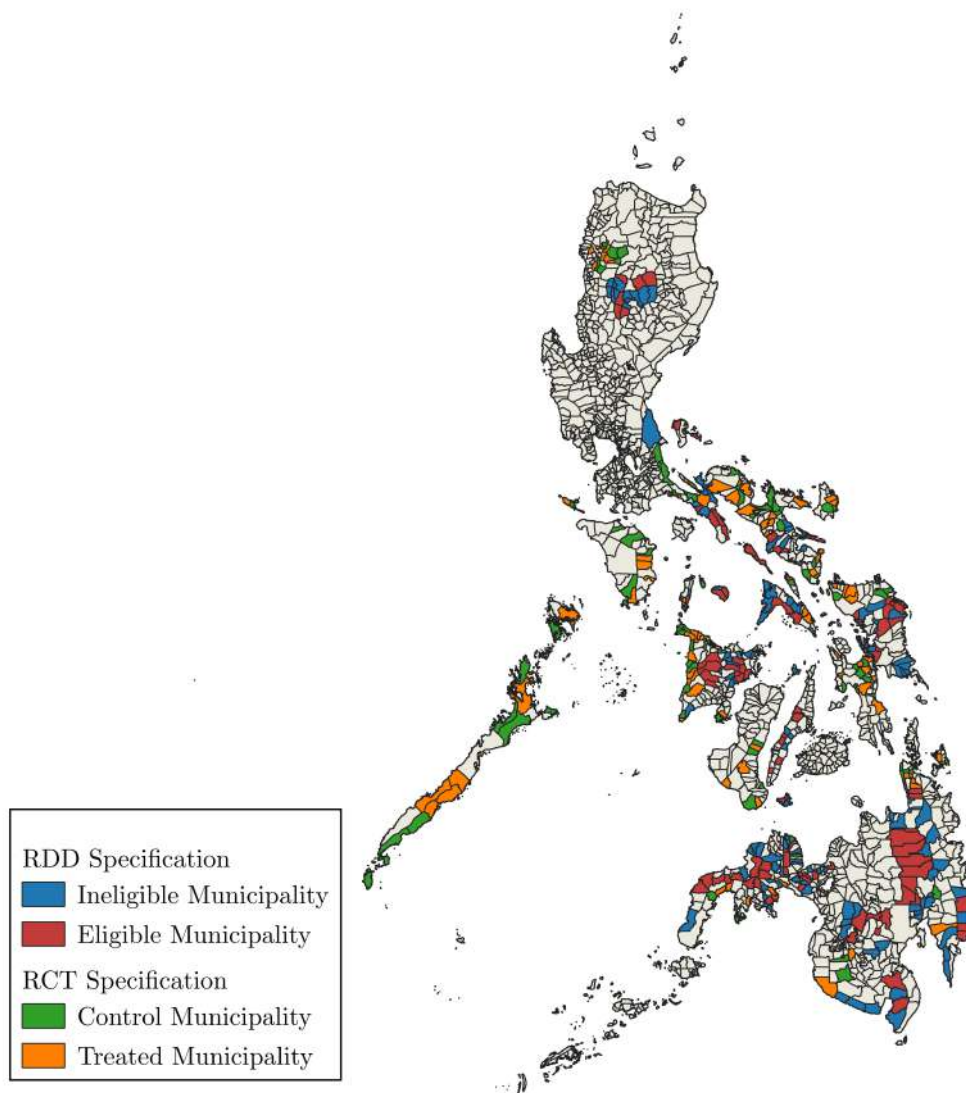 RDD Specification
Ineligible Municipality
Eligible Municipality
RCT Specification
Control Municipality
Treated Municipality